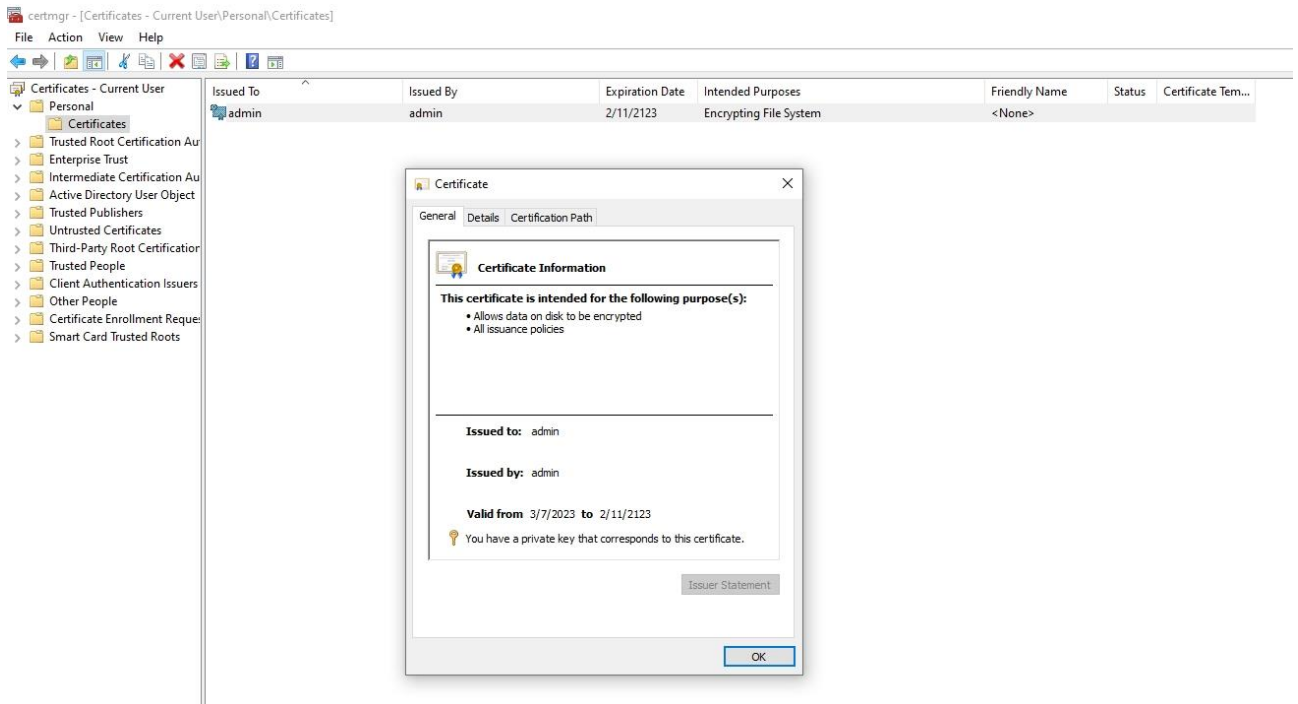 certmgr - [Certificates - Current User\Personal\Certificates]
File Action View Help
Certificates - Current User
Personal
Certificates
Trusted Root Certification Au
Enterprise Trust
Intermediate Certification Au
Active Directory User Object
Trusted Publishers
Untrusted Certificates
Third-Party Root Certification
Trusted People
Client Authentication Issuers
Other People
Certificate Enrollment Reques
Smart Card Trusted Roots
Issued To Issued By Expiration Date Intended Purposes Friendly Name Status Certificate Tem...
admin admin 2/11/2123 Encrypting File System <None>
Certificate
General Details Certification Path
Certificate Information
This certificate is intended for the following purpose(s):
• Allows data on disk to be encrypted
• All issuance policies
Issued to: admin
Issued by: admin
Valid from 3/7/2023 to 2/11/2123
You have a private key that corresponds to this certificate.
Issuer Statement
OK